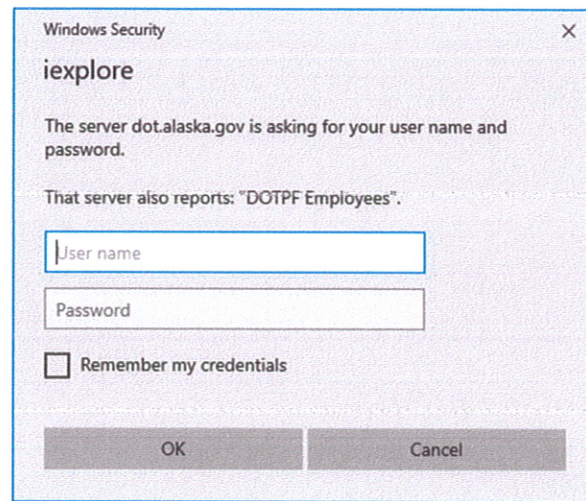 Windows Security
iexplore
The server dot.alaska.gov is asking for your user name and
password.
That server also reports: "DOTPF Employees".
User name
Password
Remember my credentials
OK
Cancel